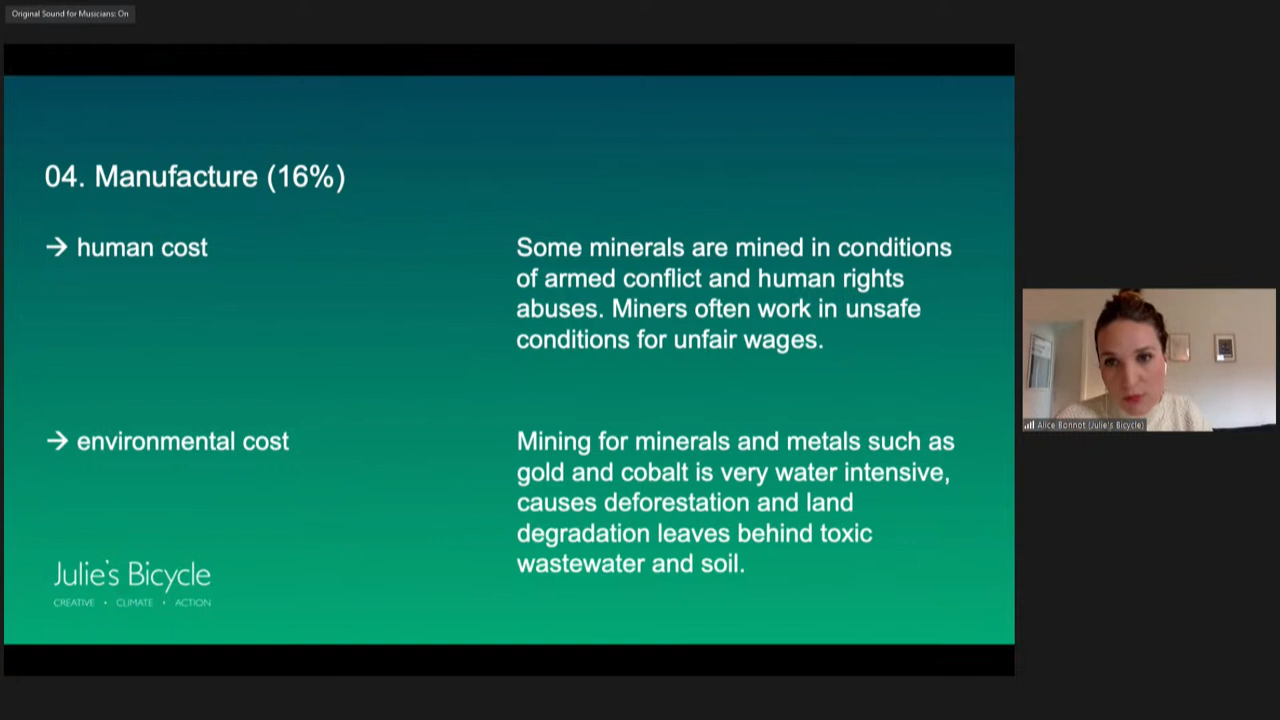 Original Sound for Musicians: On
04. Manufacture (16%)
→ human cost
Some minerals are mined in conditions
of armed conflict and human rights
abuses. Miners often work in unsafe
conditions for unfair wages.
→ environmental cost
Mining for minerals and metals such as
gold and cobalt is very water intensive,
causes deforestation and land
degradation leaves behind toxic
wastewater and soil.
Julie's Bicycle
CREATIVE • CLIMATE • ACTION
Alice Bonnot (Julie's Bicycle)